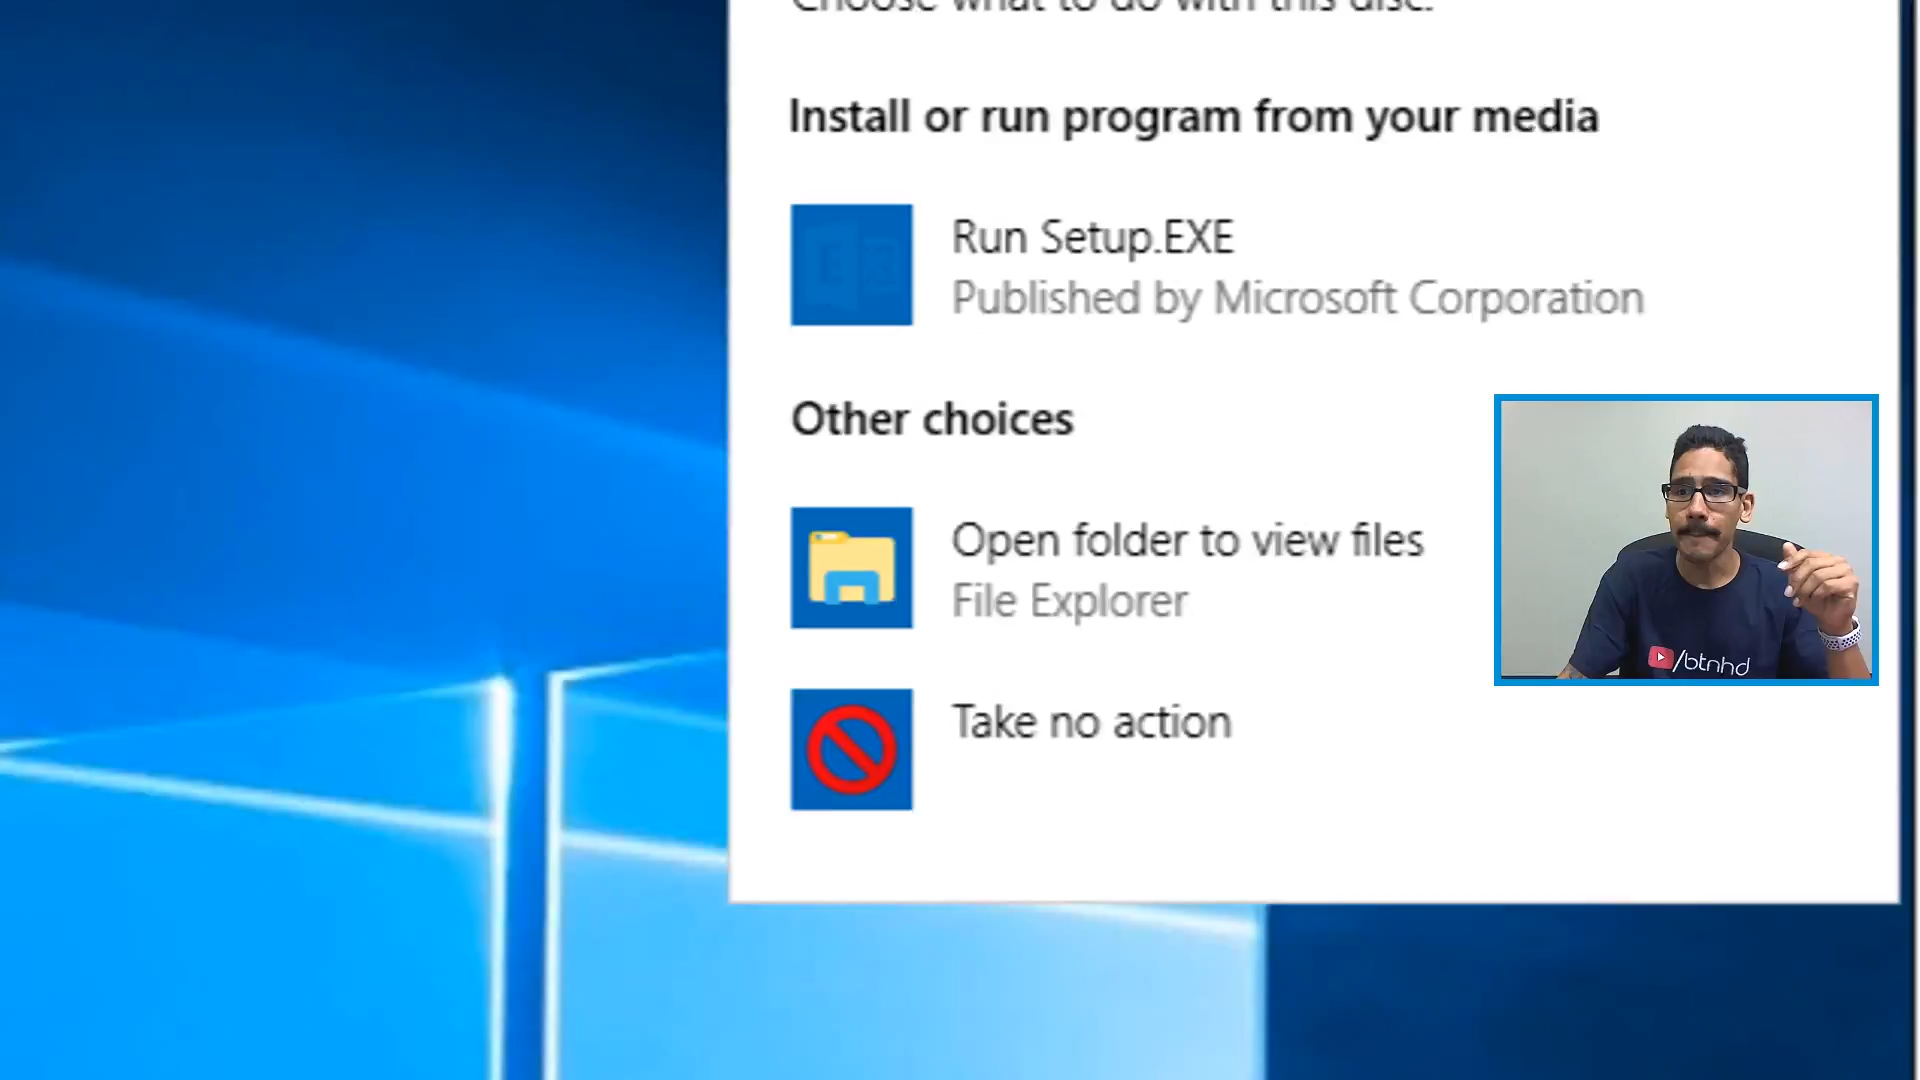 Choose what to do with this disc.
Install or run program from your media
Run Setup.EXE
Published by Microsoft Corporation
Other choices
Open folder to view files
File Explorer
/btnhd
Take no action